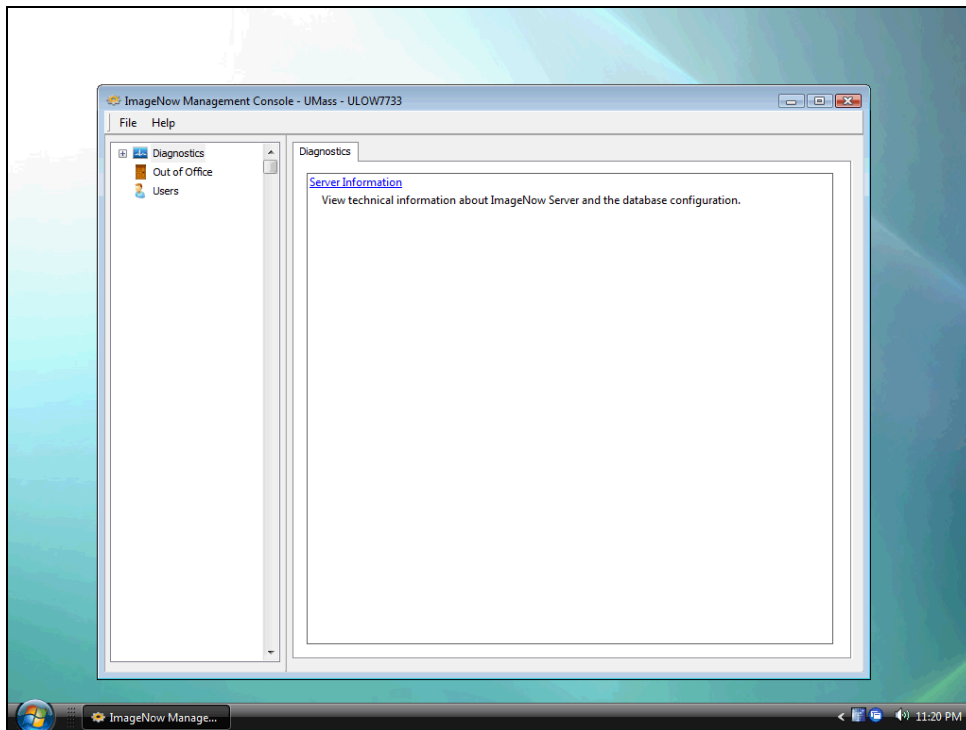 ImageNow Management Console - UMass - ULOW7733
File Help
Diagnostics
Out of Office
Users
Diagnostics
Server Information
View technical information about ImageNow Server and the database configuration.
ImageNow Manage...
11:20 PM